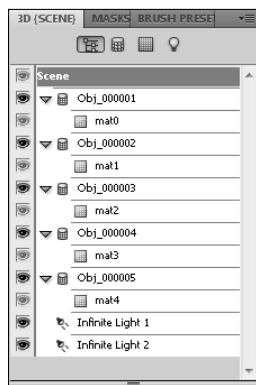 3D {SCENE} MASKS BRUSH PRESE
Scene
Obj_000001
mat0
Obj_000002
mat1
Obj_000003
mat2
Obj_000004
mat3
Obj_000005
mat4
Infinite Light 1
Infinite Light 2